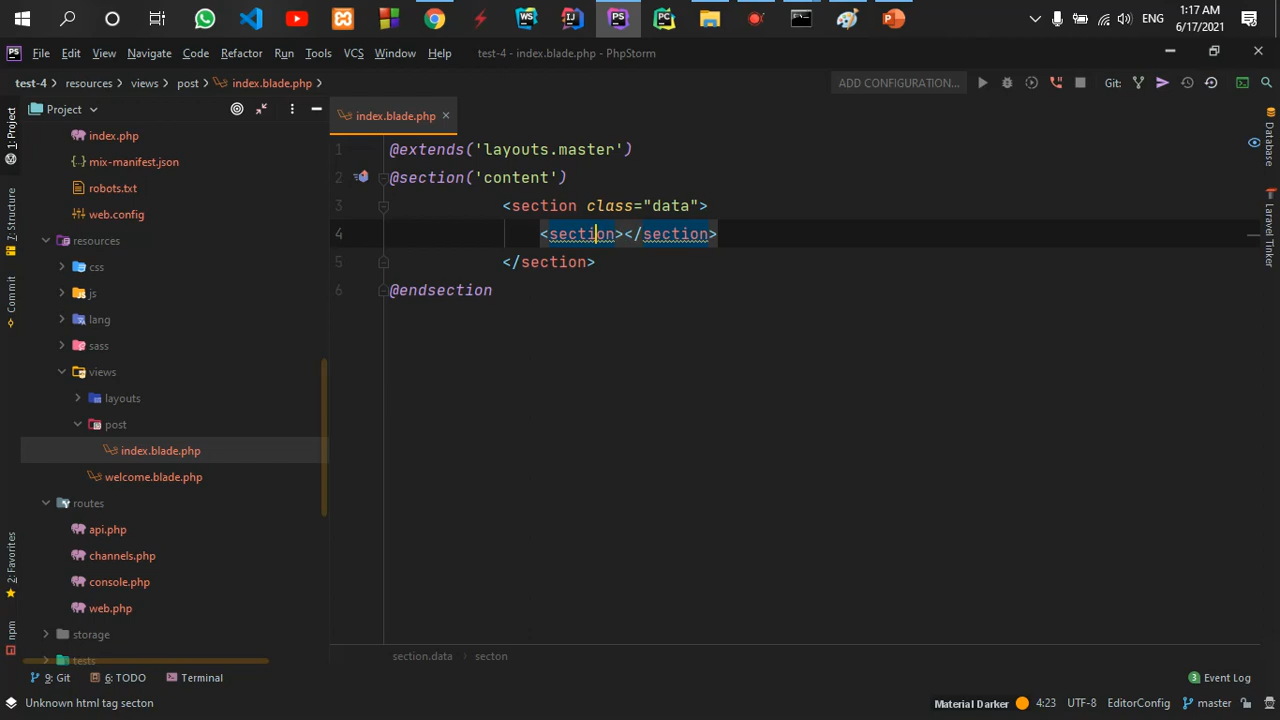 1:17 AM
ENG
6/17/2021
PS File Edit View Navigate Code Refactor Run Tools VCS Window Help test-4 - index.blade.php - PhpStorm
test-4 resources views post index.blade.php ADD CONFIGURATION... Git:
Project
index.blade.php
1: Project
7: Structure
Commit
2: Favorites
npm
index.php
mix-manifest.json
robots.txt
web.config
resources
css
js
lang
sass
views
layouts
post
index.blade.php
welcome.blade.php
routes
api.php
channels.php
console.php
web.php
storage
tests
1 @extends('layouts.master')
2 @section('content')
3 <section class="data">
4 <section></section>
5 </section>
6 @endsection
Database
Laravel Tinker
section.data secton
9: Git 6: TODO Terminal 3 Event Log
Unknown html tag secton Material Darker 4:23 UTF-8 EditorConfig master